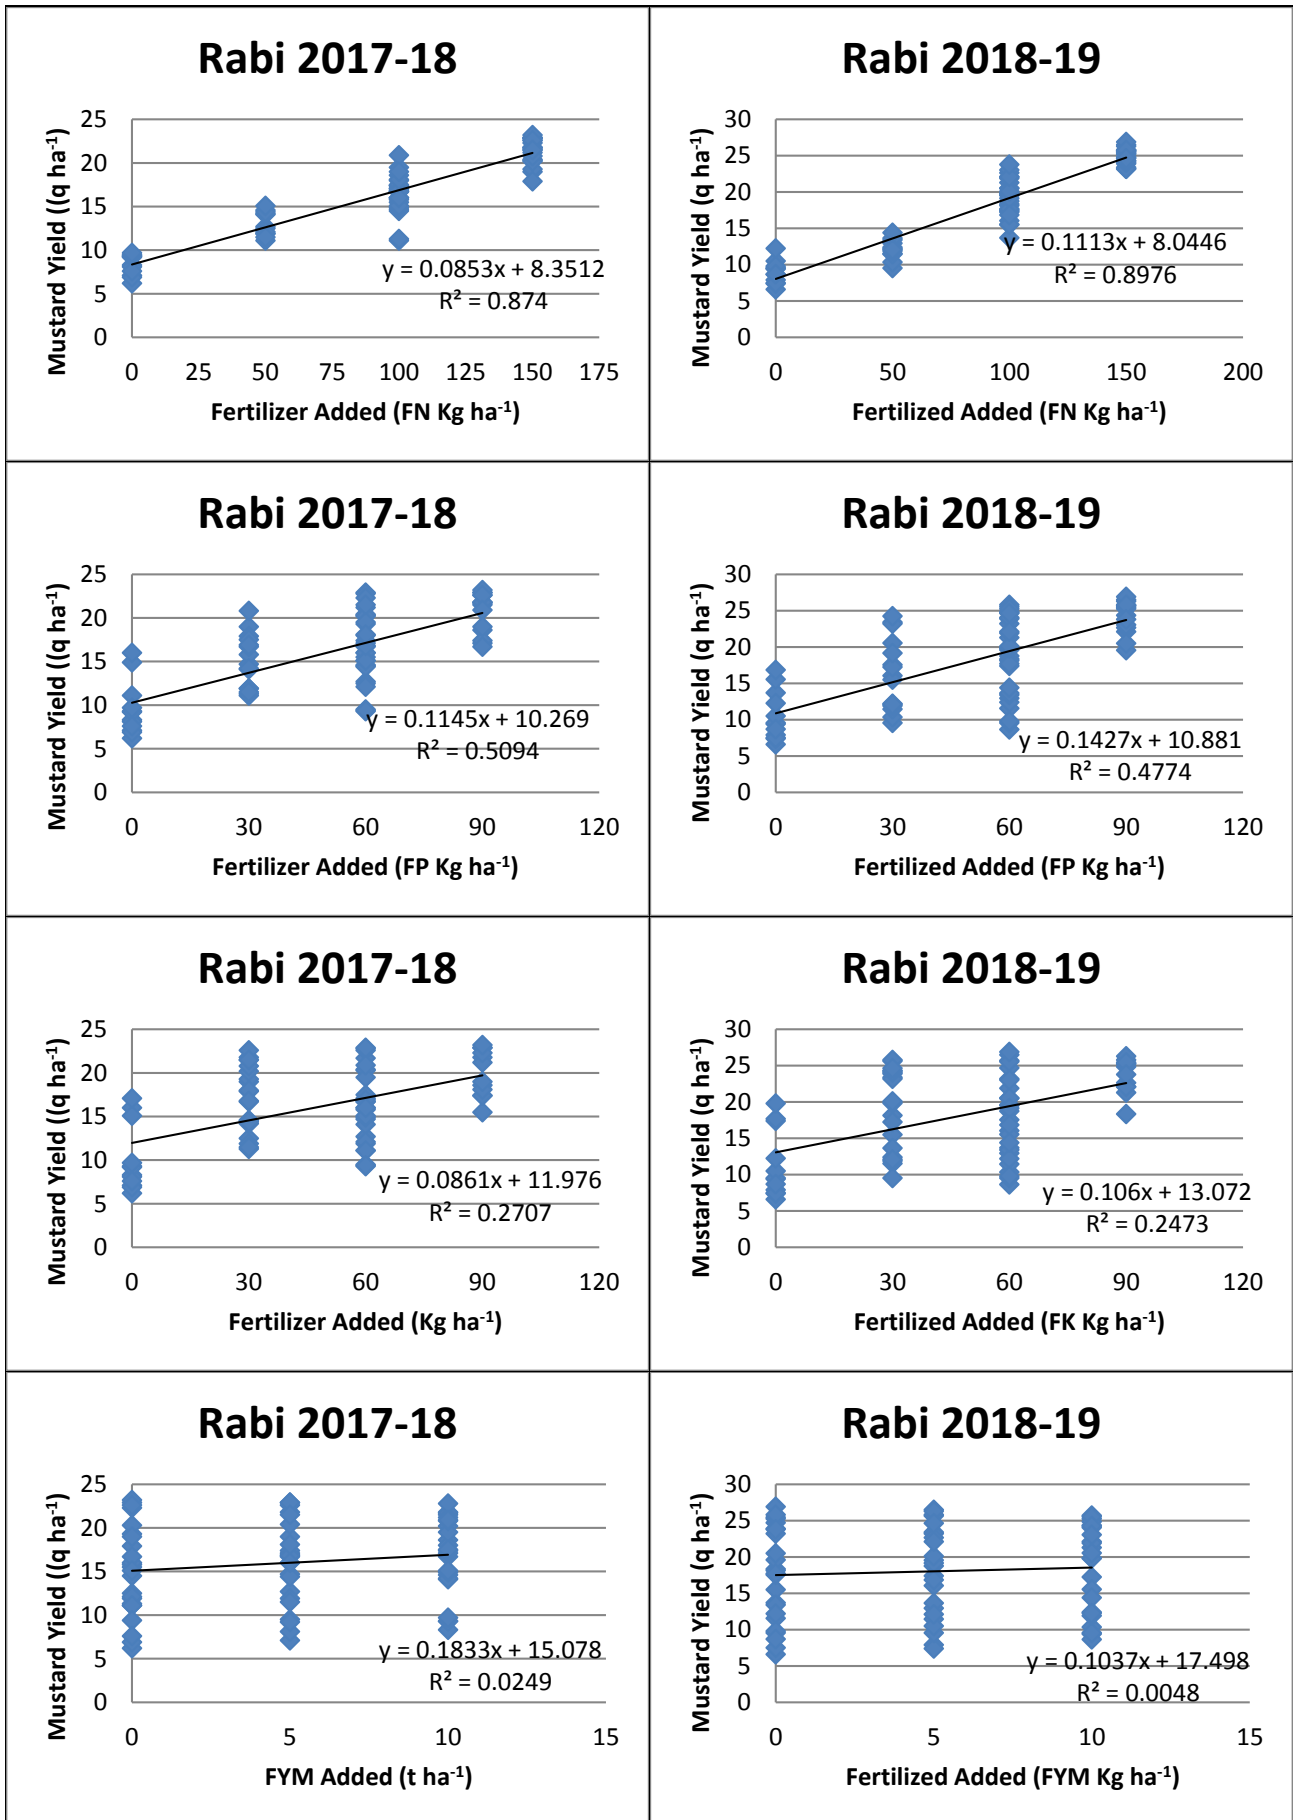 Rabi 2017-18
Mustard Yield ((q ha⁻¹)
25
20
15
10
5
0
y = 0.0853x + 8.3512
R² = 0.874
0 25 50 75 100 125 150 175
Fertilizer Added (FN Kg ha⁻¹)
Rabi 2018-19
Mustard Yield (q ha⁻¹)
30
25
20
15
10
5
0
y = 0.1113x + 8.0446
R² = 0.8976
0 50 100 150 200
Fertilized Added (FN Kg ha⁻¹)
Rabi 2017-18
Mustard Yield ((q ha⁻¹)
25
20
15
10
5
0
y = 0.1145x + 10.269
R² = 0.5094
0 30 60 90 120
Fertilizer Added (FP Kg ha⁻¹)
Rabi 2018-19
Mustard Yield (q ha⁻¹)
30
25
20
15
10
5
0
y = 0.1427x + 10.881
R² = 0.4774
0 30 60 90 120
Fertilized Added (FP Kg ha⁻¹)
Rabi 2017-18
Mustard Yield ((q ha⁻¹)
25
20
15
10
5
0
y = 0.0861x + 11.976
R² = 0.2707
0 30 60 90 120
Fertilizer Added (Kg ha⁻¹)
Rabi 2018-19
Mustard Yield (q ha⁻¹)
30
25
20
15
10
5
0
y = 0.106x + 13.072
R² = 0.2473
0 30 60 90 120
Fertilized Added (FK Kg ha⁻¹)
Rabi 2017-18
Mustard Yield ((q ha⁻¹)
25
20
15
10
5
0
y = 0.1833x + 15.078
R² = 0.0249
0 5 10 15
FYM Added (t ha⁻¹)
Rabi 2018-19
Mustard Yield (q ha⁻¹)
30
25
20
15
10
5
0
y = 0.1037x + 17.498
R² = 0.0048
0 5 10 15
Fertilized Added (FYM Kg ha⁻¹)